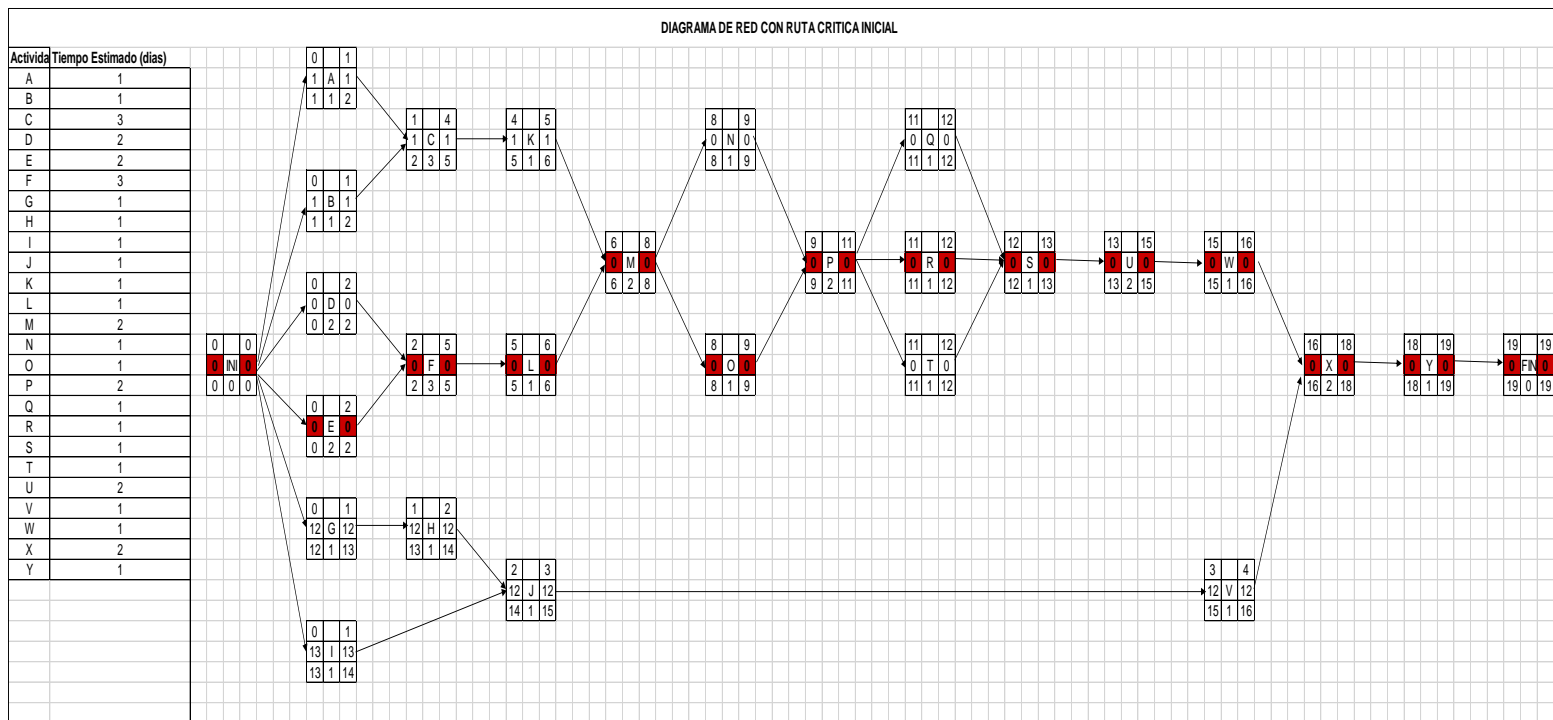 DIAGRAMA DE RED CON RUTA CRITICA INICIAL
Activida Tiempo Estimado (dias)
A 1
B 1
C 3
D 2
E 2
F 3
G 1
H 1
I 1
J 1
K 1
L 1
M 2
N 1
O 1
P 2
Q 1
R 1
S 1
T 1
U 2
V 1
W 1
X 2
Y 1
0 0
0 INI 0
0 0 0
0 1
1 A 1
1 1 2
0 1
1 B 1
1 1 2
0 2
0 D 0
0 2 2
0 2
0 E 0
0 2 2
0 1
12 G 12
12 1 13
0 1
13 I 13
13 1 14
1 4
1 C 1
2 3 5
2 5
0 F 0
2 3 5
1 2
12 H 12
13 1 14
4 5
1 K 1
5 1 6
5 6
0 L 0
5 1 6
2 3
12 J 12
14 1 15
6 8
0 M 0
6 2 8
8 9
0 N 0
8 1 9
8 9
0 O 0
8 1 9
9 11
0 P 0
9 2 11
11 12
0 Q 0
11 1 12
11 12
0 R 0
11 1 12
11 12
0 T 0
11 1 12
12 13
0 S 0
12 1 13
13 15
0 U 0
13 2 15
15 16
0 W 0
15 1 16
3 4
12 V 12
15 1 16
16 18
0 X 0
16 2 18
18 19
0 Y 0
18 1 19
19 19
0 FIN 0
19 0 19